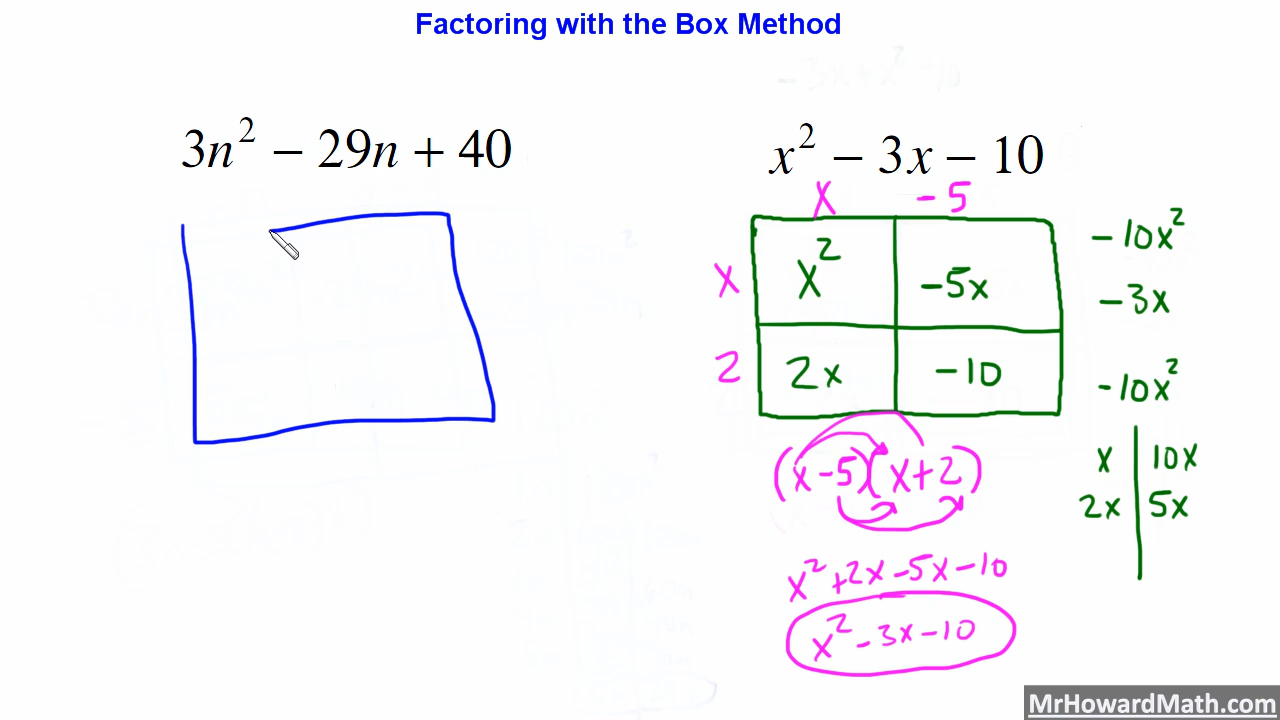 Factoring with the Box Method
3n² − 29n + 40
x² − 3x − 10
x -5
x x² -5x
2 2x -10
-10x²
-3x
-10x²
x | 10x
2x | 5x
(x-5)(x+2)
x²+2x-5x-10
x²-3x-10
MrHowardMath.com